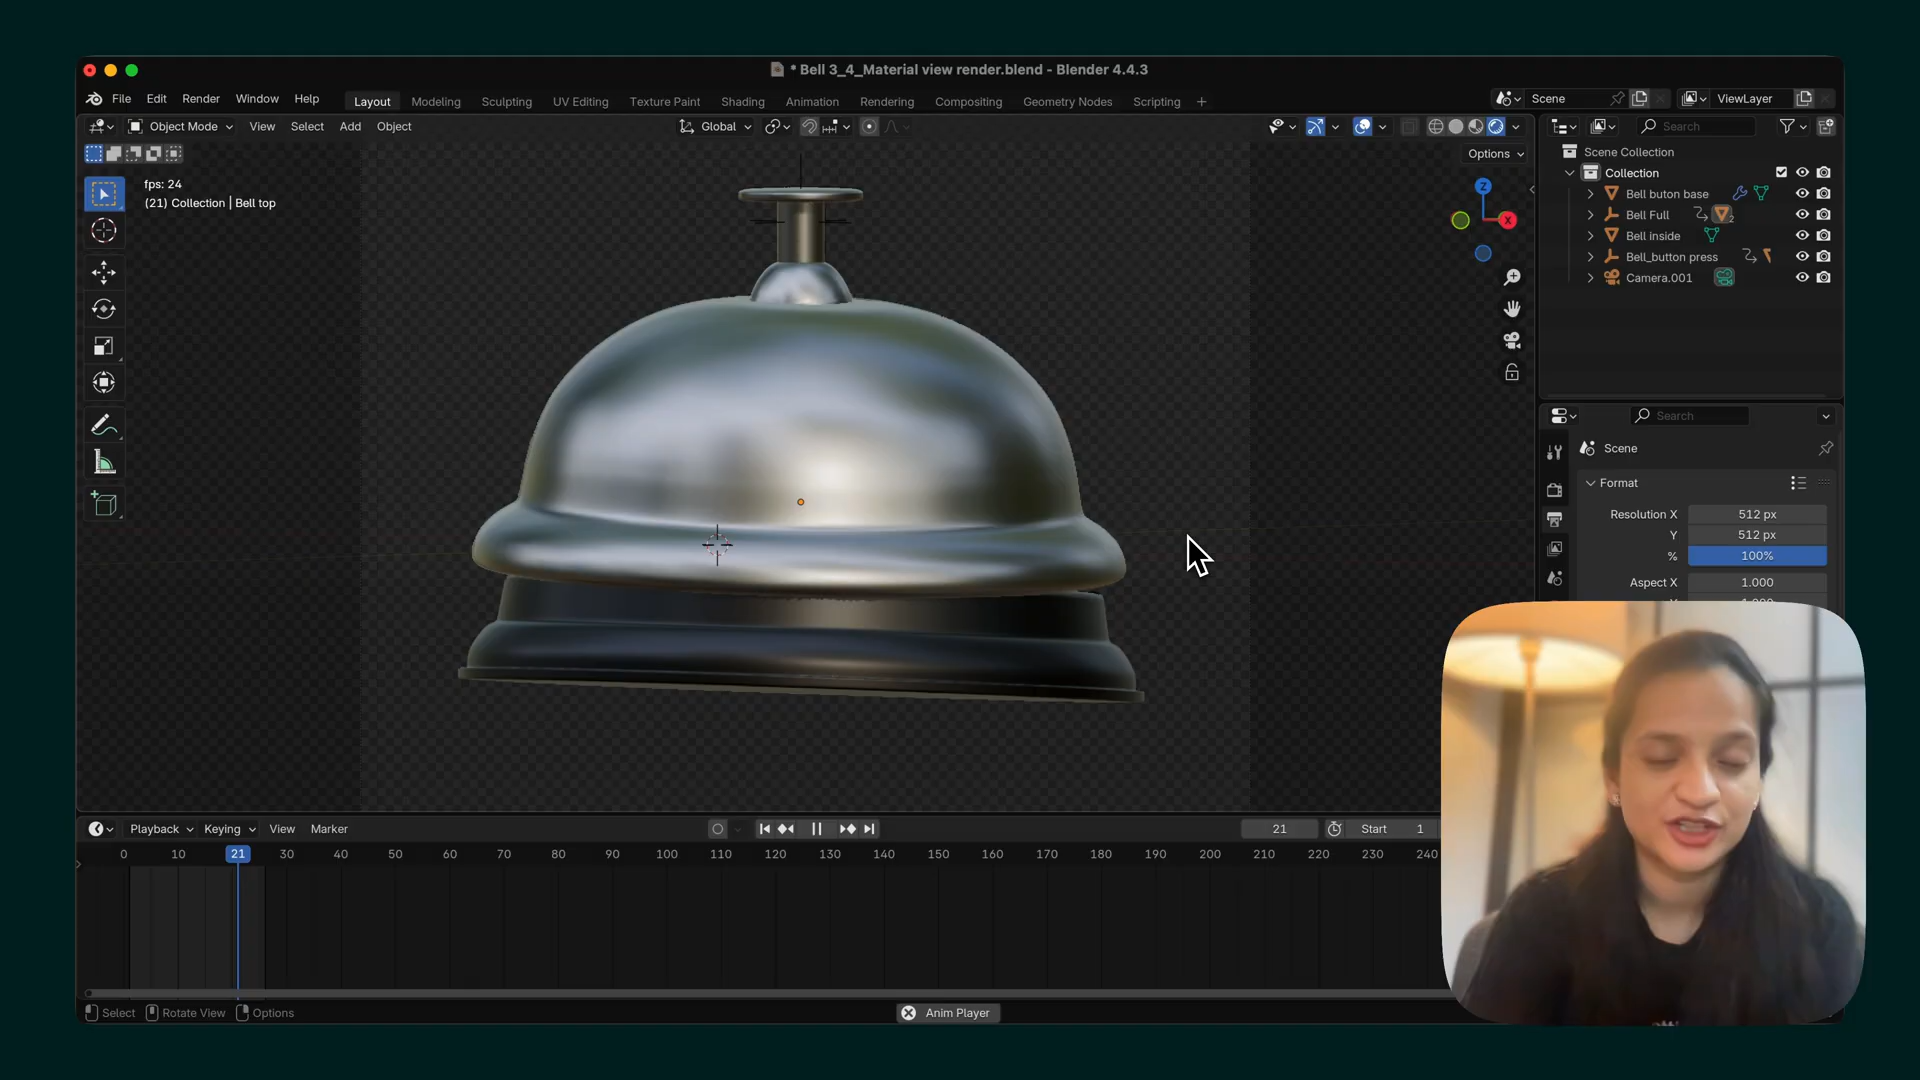 * Bell 3_4_Material view render.blend - Blender 4.4.3
File Edit Render Window Help
Layout Modeling Sculpting UV Editing Texture Paint Shading Animation Rendering Compositing Geometry Nodes Scripting +
Scene
ViewLayer
Object Mode View Select Add Object
Global
Search
Options
fps: 24
(21) Collection | Bell top
Z
X
Scene Collection
Collection
Bell buton base
Bell Full
2
Bell inside
Bell_button press
Camera.001
Search
Scene
Format
Resolution X 512 px
Y 512 px
% 100%
Aspect X 1.000
Playback Keying View Marker
21
Start 1
0 10 21 30 40 50 60 70 80 90 100 110 120 130 140 150 160 170 180 190 200 210 220 230 240
Select Rotate View Options
Anim Player